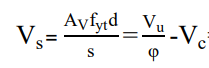 Vs = AVfytd/s = Vu/φ -Vc